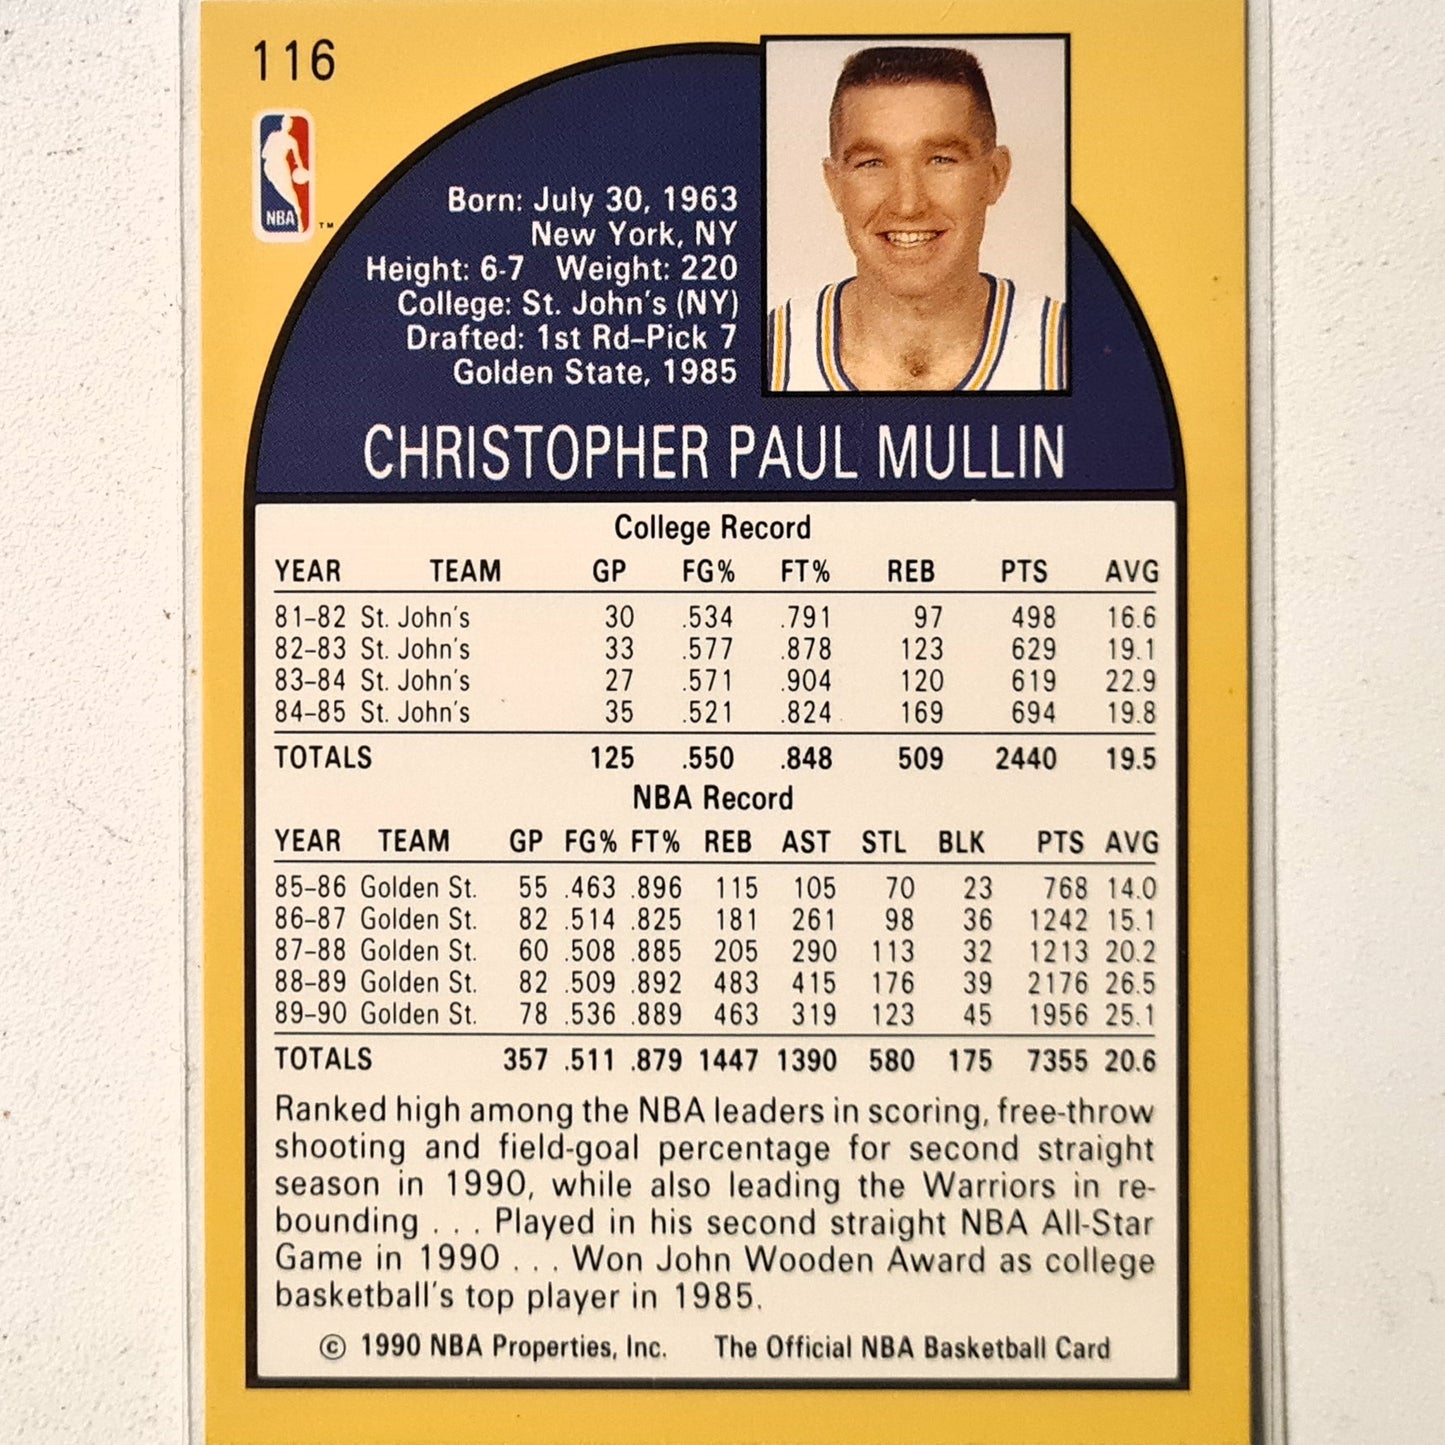 116
NBA
TM
Born: July 30, 1963
New York, NY
Height: 6-7 Weight: 220
College: St. John's (NY)
Drafted: 1st Rd–Pick 7
Golden State, 1985
CHRISTOPHER PAUL MULLIN
College Record
YEAR TEAM GP FG% FT% REB PTS AVG
81–82 St. John's 30 .534 .791 97 498 16.6
82–83 St. John's 33 .577 .878 123 629 19.1
83–84 St. John's 27 .571 .904 120 619 22.9
84–85 St. John's 35 .521 .824 169 694 19.8
TOTALS 125 .550 .848 509 2440 19.5
NBA Record
YEAR TEAM GP FG% FT% REB AST STL BLK PTS AVG
85–86 Golden St. 55 .463 .896 115 105 70 23 768 14.0
86–87 Golden St. 82 .514 .825 181 261 98 36 1242 15.1
87–88 Golden St. 60 .508 .885 205 290 113 32 1213 20.2
88–89 Golden St. 82 .509 .892 483 415 176 39 2176 26.5
89–90 Golden St. 78 .536 .889 463 319 123 45 1956 25.1
TOTALS 357 .511 .879 1447 1390 580 175 7355 20.6
Ranked high among the NBA leaders in scoring, free-throw
shooting and field-goal percentage for second straight
season in 1990, while also leading the Warriors in re-
bounding . . . Played in his second straight NBA All-Star
Game in 1990 . . . Won John Wooden Award as college
basketball's top player in 1985.
© 1990 NBA Properties, Inc. The Official NBA Basketball Card